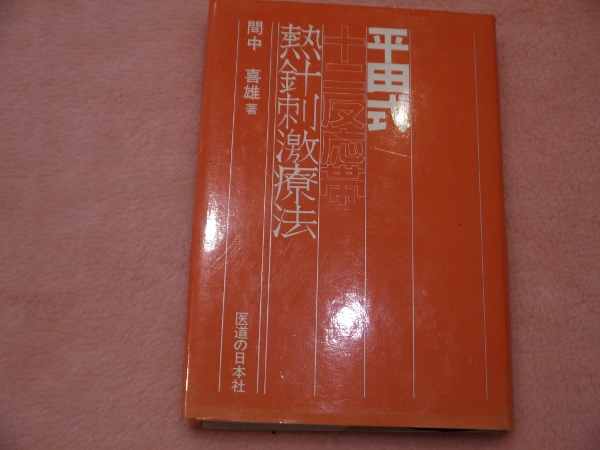 平田式
十二反応帯
熱針刺激療法
間中 喜雄 著
医道の日本社